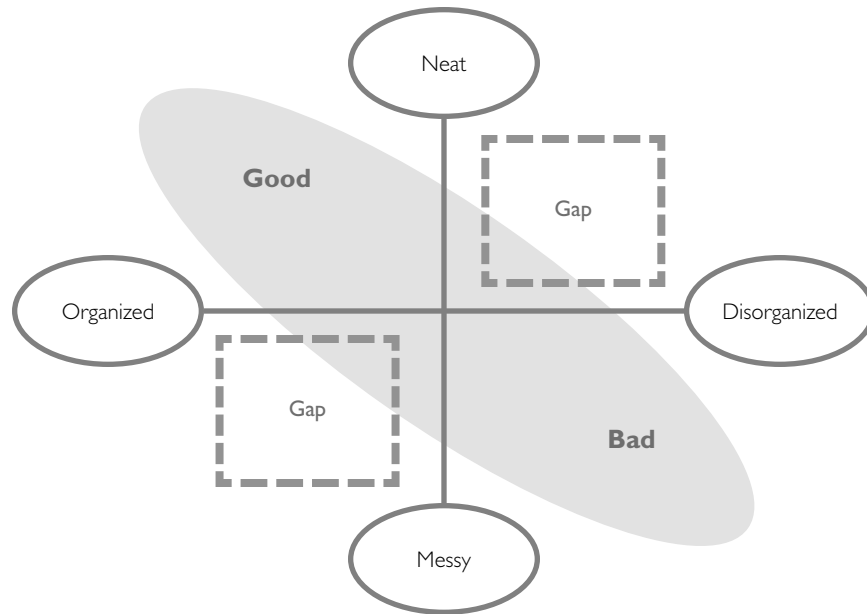 Neat
Good
Gap
Organized
Disorganized
Gap
Bad
Messy